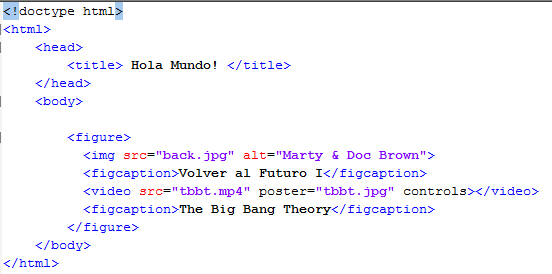 <!doctype html>
<html>
<head>
<title> Hola Mundo! </title>
</head>
<body>
<figure>
<img src="back.jpg" alt="Marty & Doc Brown">
<figcaption>Volver al Futuro I</figcaption>
<video src="tbbt.mp4" poster="tbbt.jpg" controls></video>
<figcaption>The Big Bang Theory</figcaption>
</figure>
</body>
</html>